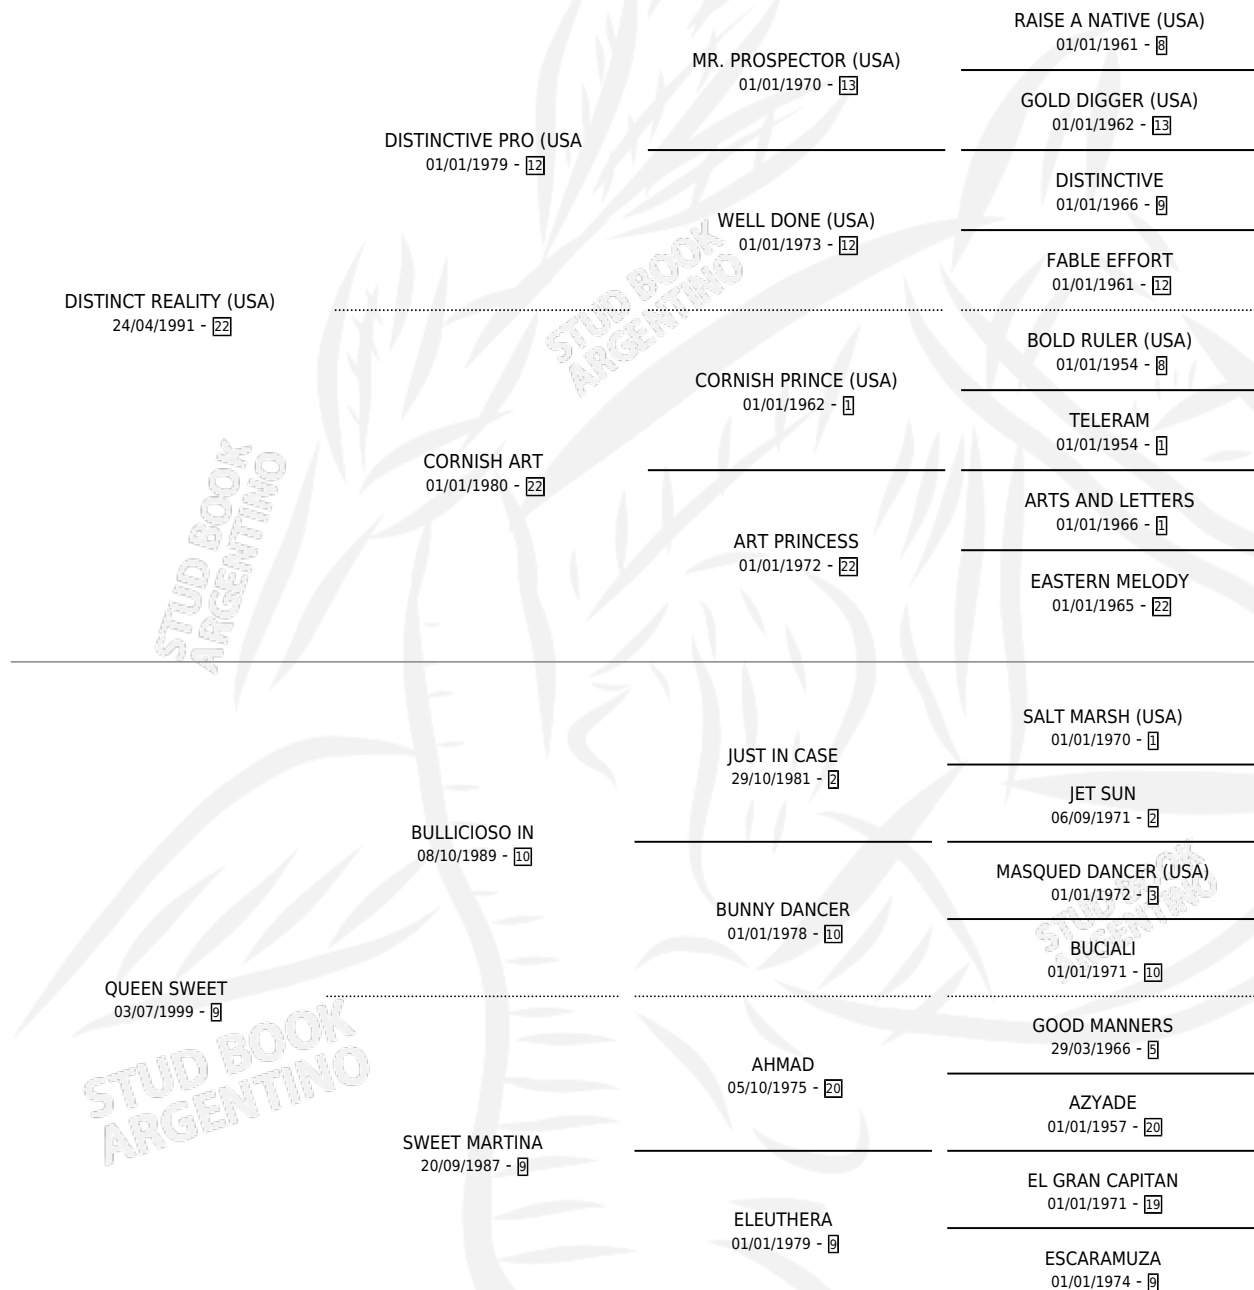 RAISE A NATIVE (USA)
01/01/1961 - 8
MR. PROSPECTOR (USA)
01/01/1970 - 13
GOLD DIGGER (USA)
01/01/1962 - 13
DISTINCTIVE PRO (USA
01/01/1979 - 12
DISTINCTIVE
01/01/1966 - 9
WELL DONE (USA)
01/01/1973 - 12
FABLE EFFORT
01/01/1961 - 12
DISTINCT REALITY (USA)
24/04/1991 - 22
BOLD RULER (USA)
01/01/1954 - 8
CORNISH PRINCE (USA)
01/01/1962 - 1
TELERAM
01/01/1954 - 1
CORNISH ART
01/01/1980 - 22
ARTS AND LETTERS
01/01/1966 - 1
ART PRINCESS
01/01/1972 - 22
EASTERN MELODY
01/01/1965 - 22
SALT MARSH (USA)
01/01/1970 - 1
JUST IN CASE
29/10/1981 - 2
JET SUN
06/09/1971 - 2
BULLICIOSO IN
08/10/1989 - 10
MASQUED DANCER (USA)
01/01/1972 - 3
BUNNY DANCER
01/01/1978 - 10
BUCIALI
01/01/1971 - 10
QUEEN SWEET
03/07/1999 - 9
GOOD MANNERS
29/03/1966 - 5
AHMAD
05/10/1975 - 20
AZYADE
01/01/1957 - 20
SWEET MARTINA
20/09/1987 - 9
EL GRAN CAPITAN
01/01/1971 - 19
ELEUTHERA
01/01/1979 - 9
ESCARAMUZA
01/01/1974 - 9
STUD BOOK
ARGENTINO
STUD BOOK
ARGENTINO
STUD BOOK
ARGENTINO
STUD BOOK
ARGENTINO